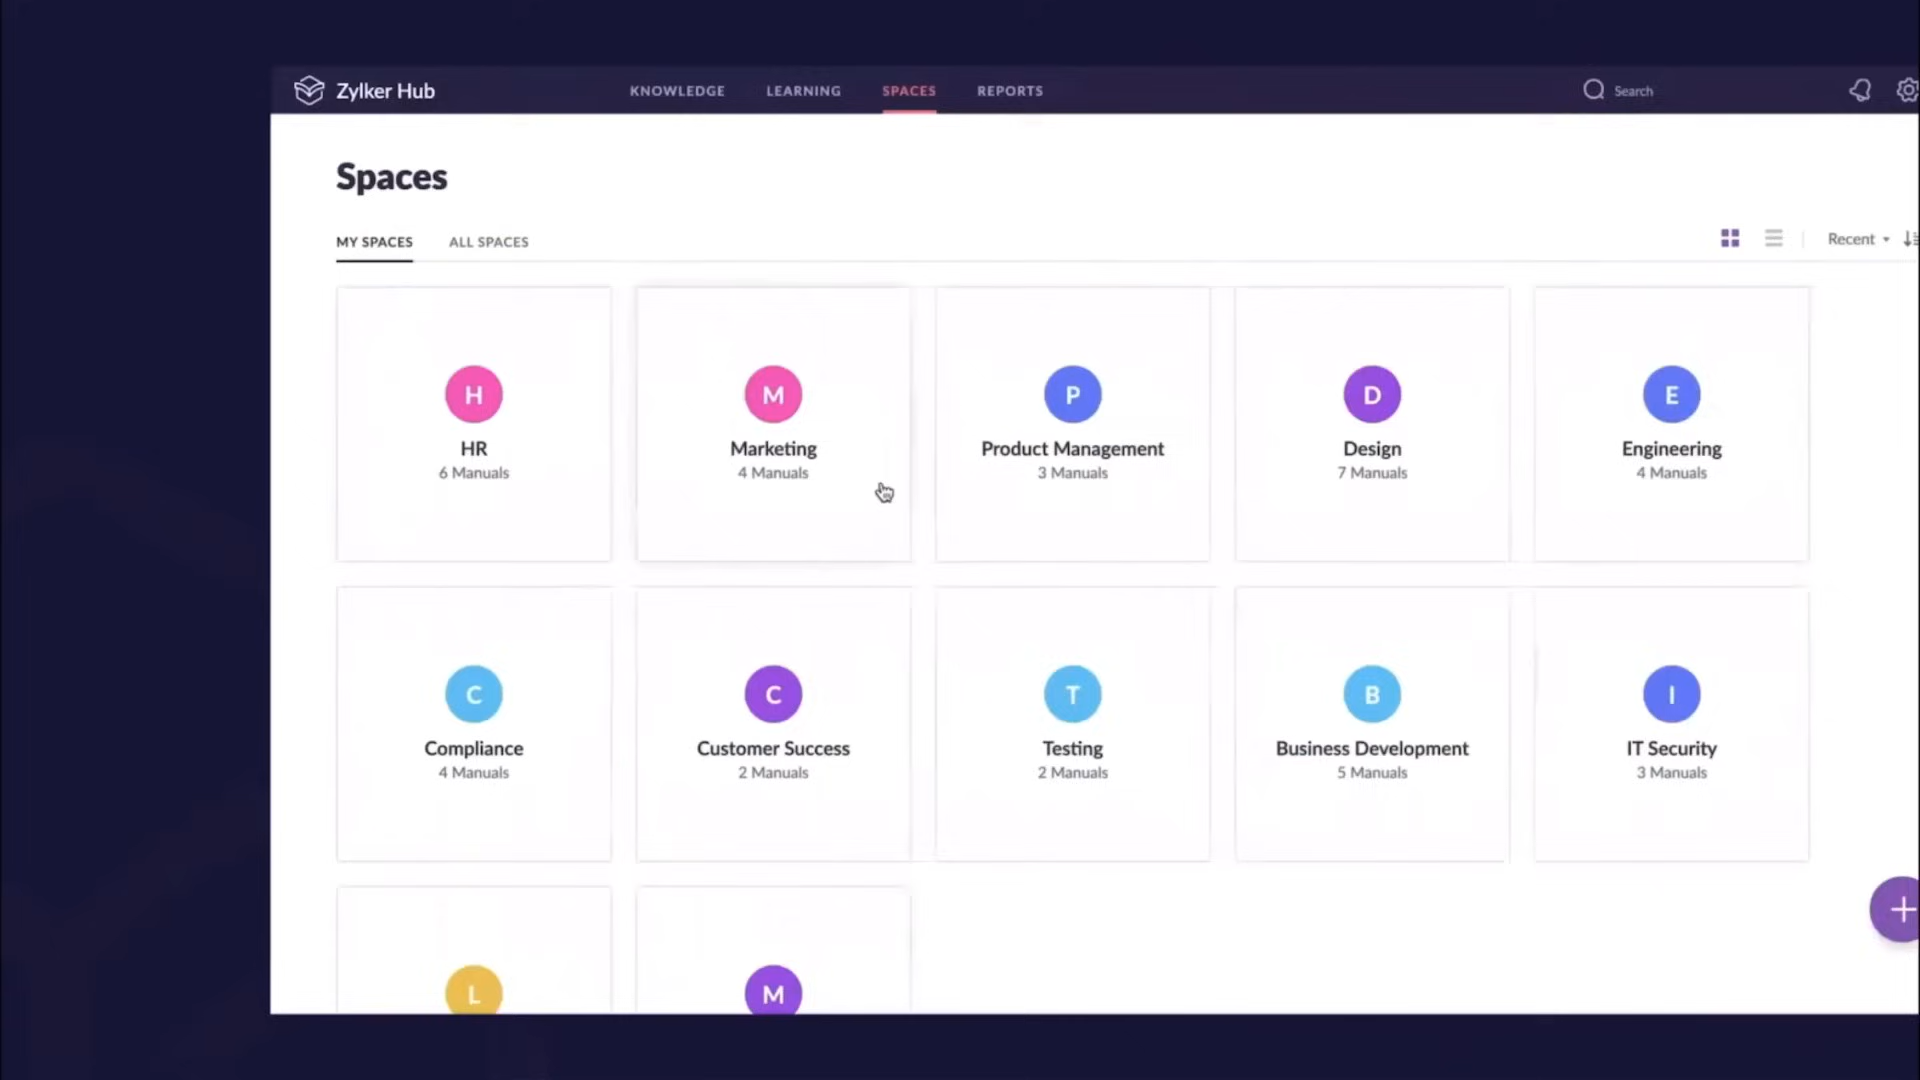 Zylker Hub
KNOWLEDGE
LEARNING
SPACES
REPORTS
Search
Spaces
MY SPACES
ALL SPACES
Recent
H
HR
6 Manuals
M
Marketing
4 Manuals
P
Product Management
3 Manuals
D
Design
7 Manuals
E
Engineering
4 Manuals
C
Compliance
4 Manuals
C
Customer Success
2 Manuals
T
Testing
2 Manuals
B
Business Development
5 Manuals
I
IT Security
3 Manuals
L
M